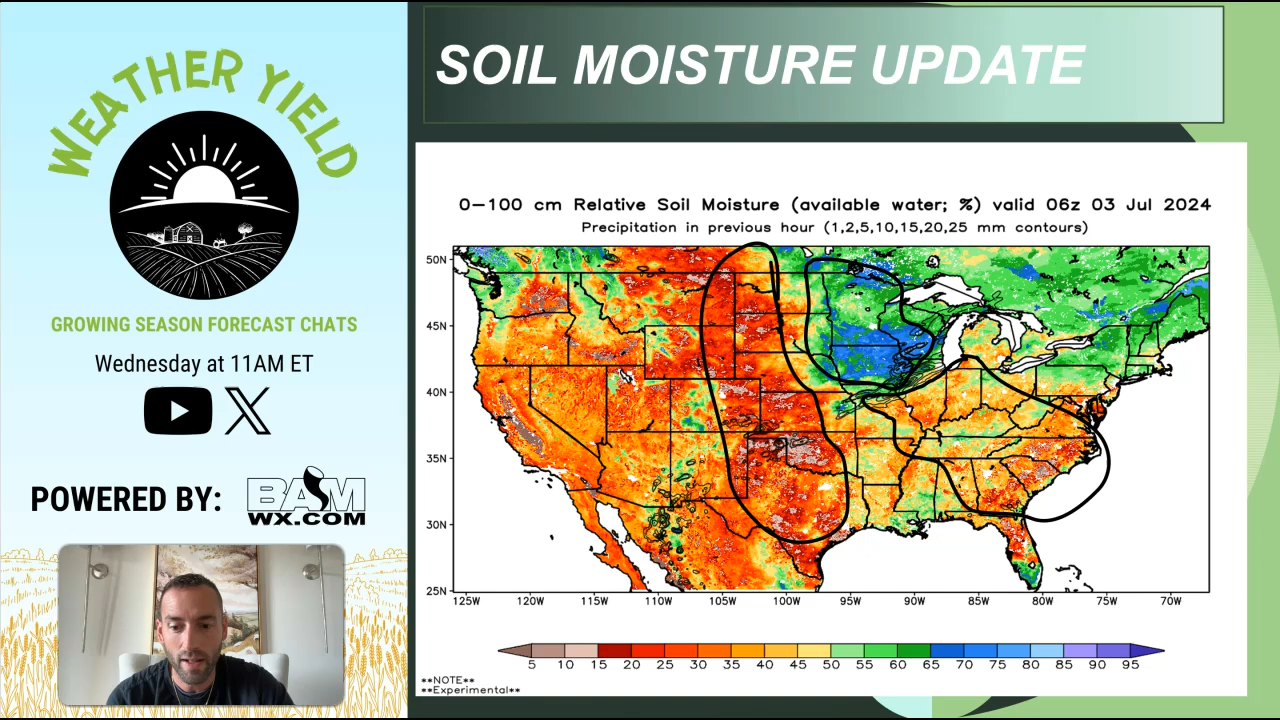 WEATHER YIELD
GROWING SEASON FORECAST CHATS
Wednesday at 11AM ET
POWERED BY:
BAM
WX.COM
SOIL MOISTURE UPDATE
0-100 cm Relative Soil Moisture (available water; %) valid 06z 03 Jul 2024
Precipitation in previous hour (1,2,5,10,15,20,25 mm contours)
50N
45N
40N
35N
30N
25N
125W 120W 115W 110W 105W 100W 95W 90W 85W 80W 75W 70W
5 10 15 20 25 30 35 40 45 50 55 60 65 70 75 80 85 90 95
**NOTE**
**Experimental**